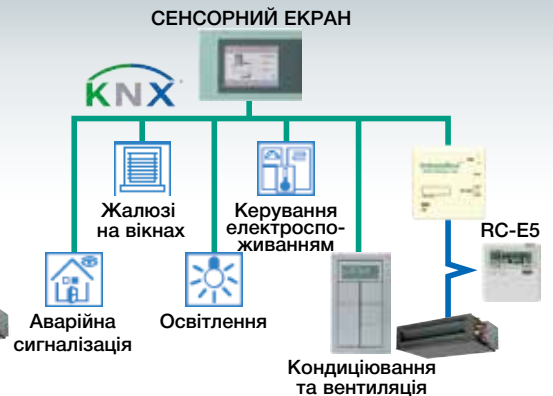 СЕНСОРНИЙ ЕКРАН
KNX
Жалюзі
на вікнах
Керування
електроспо-
живанням
RC-E5
Аварійна
сигналізація
Освітлення
Кондиціювання
та вентиляція